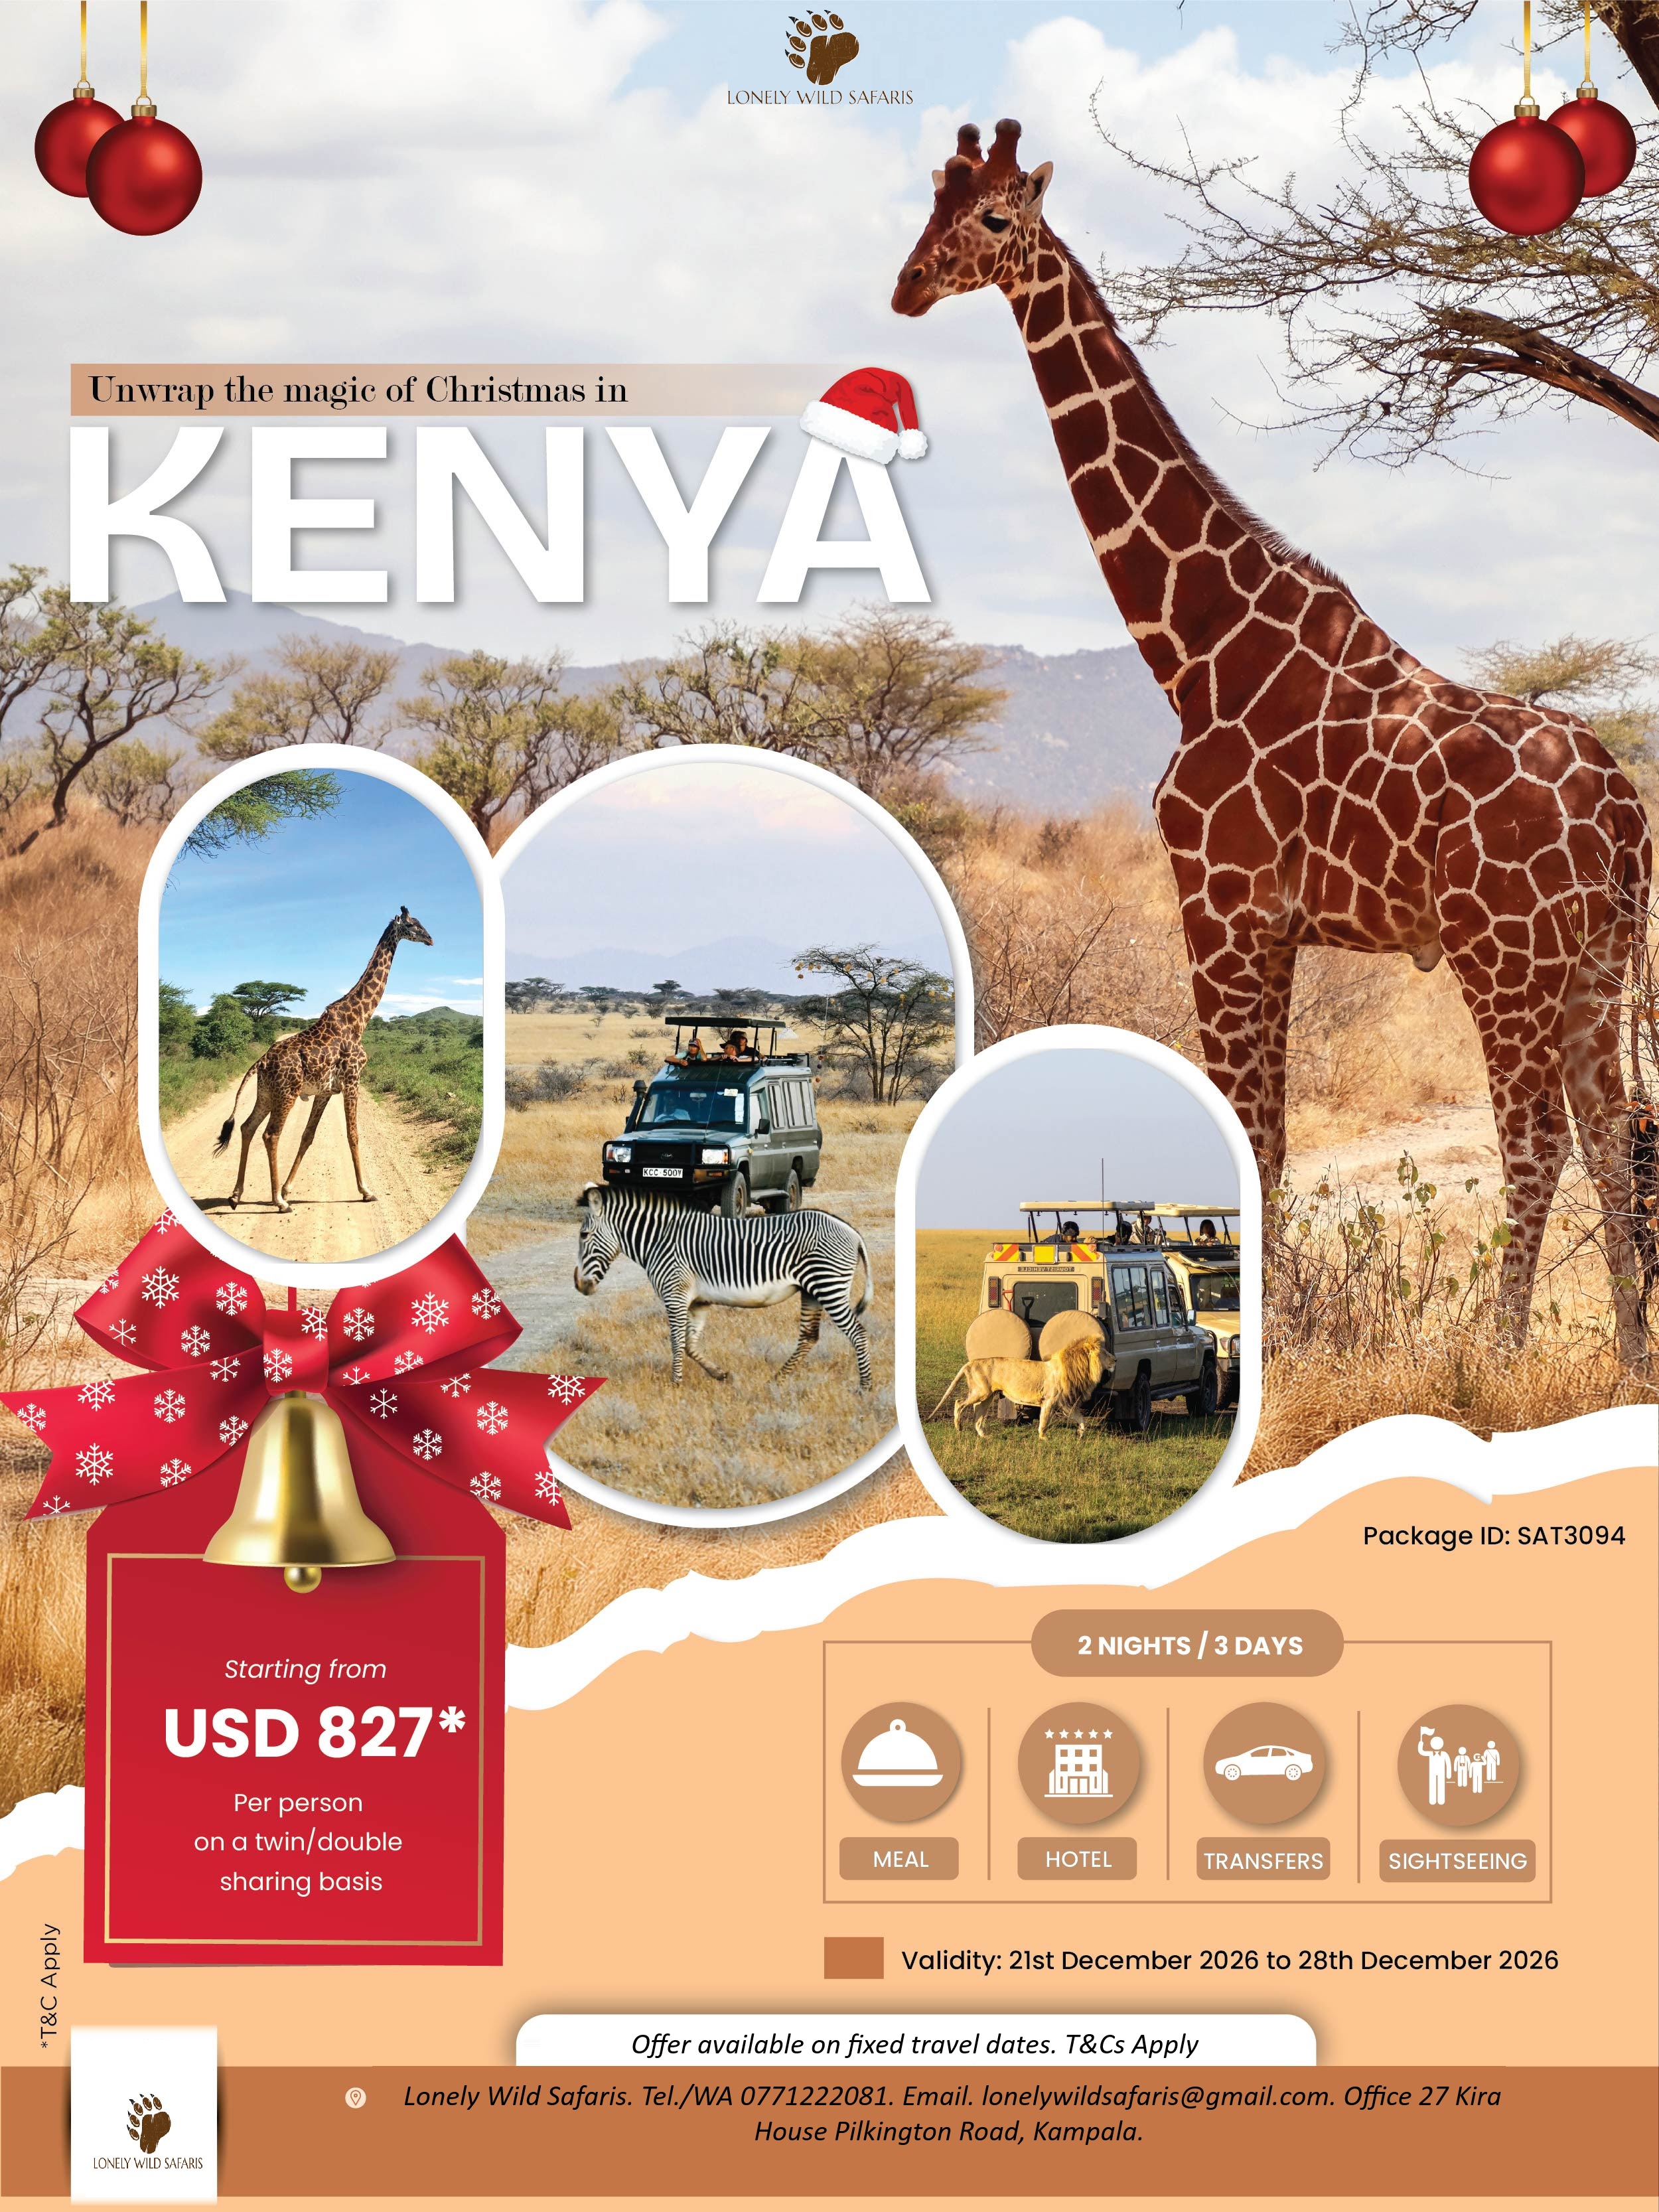 LONELY WILD SAFARIS
Unwrap the magic of Christmas in
KENYA
KCC 500Y
Package ID: SAT3094
2 NIGHTS / 3 DAYS
MEAL
HOTEL
TRANSFERS
SIGHTSEEING
Starting from
USD 827*
Per person
on a twin/double
sharing basis
Validity: 21st December 2026 to 28th December 2026
*T&C Apply
Offer available on fixed travel dates. T&Cs Apply
Lonely Wild Safaris. Tel./WA 0771222081. Email. lonelywildsafaris@gmail.com. Office 27 Kira
House Pilkington Road, Kampala.
LONELY WILD SAFARIS